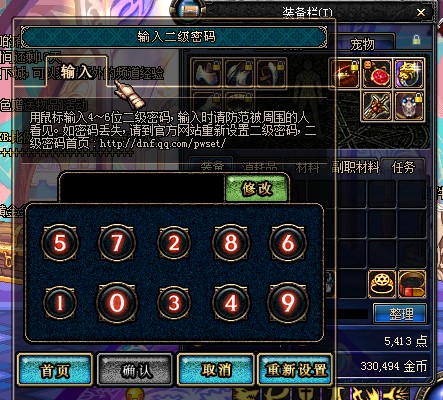 装备栏(I)
输入二级密码
宠物
输入
用鼠标输入4~6位二级密码, 输入时请防范被周围的人
看见。如密码丢失, 请到官方网站重新设置二级密码, 二
级密码首页 : http://dnf.qq.com/pwset/
装备 消耗品 材料 副职材料 任务
修改
5 7 2 8 6
1 0 3 4 9
整理
5,413 点
330,494 金币
首页 确认 取消 重新设置